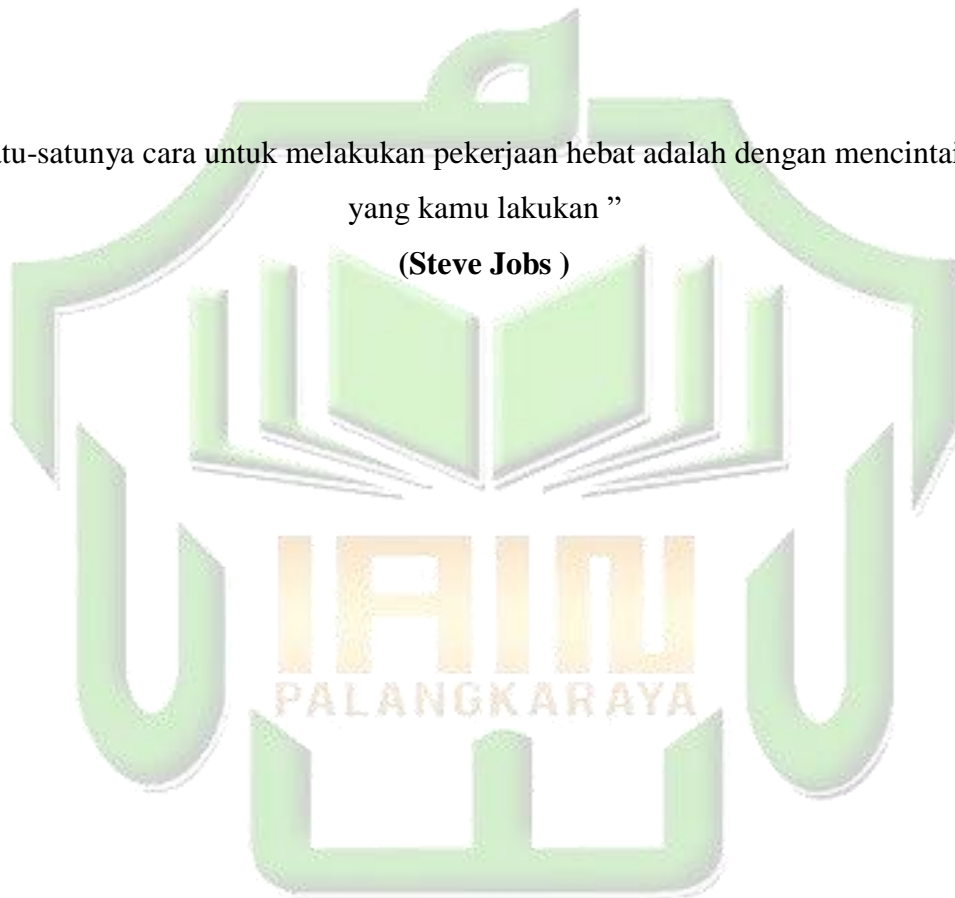 tu-satunya cara untuk melakukan pekerjaan hebat adalah dengan mencintai
yang kamu lakukan ”
(Steve Jobs )
IAIN
PALANGKARAYA